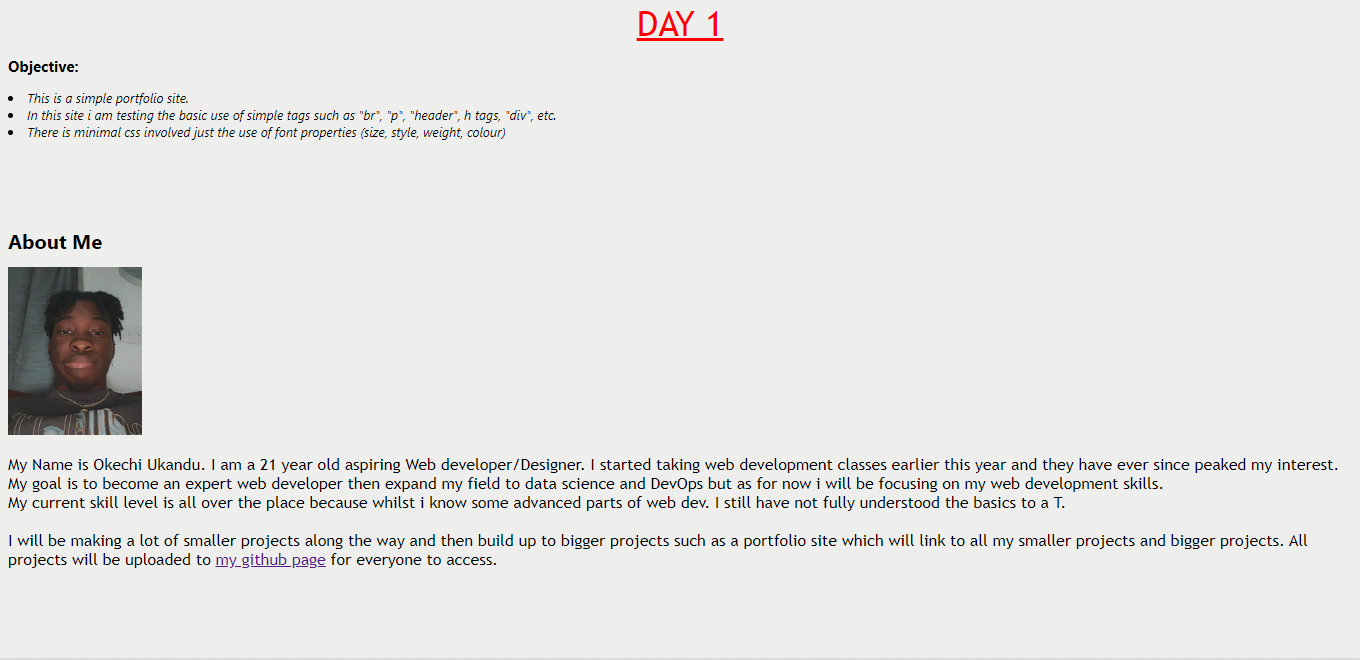 DAY 1
Objective:
This is a simple portfolio site.
In this site i am testing the basic use of simple tags such as "br", "p", "header", h tags, "div", etc.
There is minimal css involved just the use of font properties (size, style, weight, colour)
About Me
My Name is Okechi Ukandu. I am a 21 year old aspiring Web developer/Designer. I started taking web development classes earlier this year and they have ever since peaked my interest.
My goal is to become an expert web developer then expand my field to data science and DevOps but as for now i will be focusing on my web development skills.
My current skill level is all over the place because whilst i know some advanced parts of web dev. I still have not fully understood the basics to a T.
I will be making a lot of smaller projects along the way and then build up to bigger projects such as a portfolio site which will link to all my smaller projects and bigger projects. All
projects will be uploaded to my github page for everyone to access.